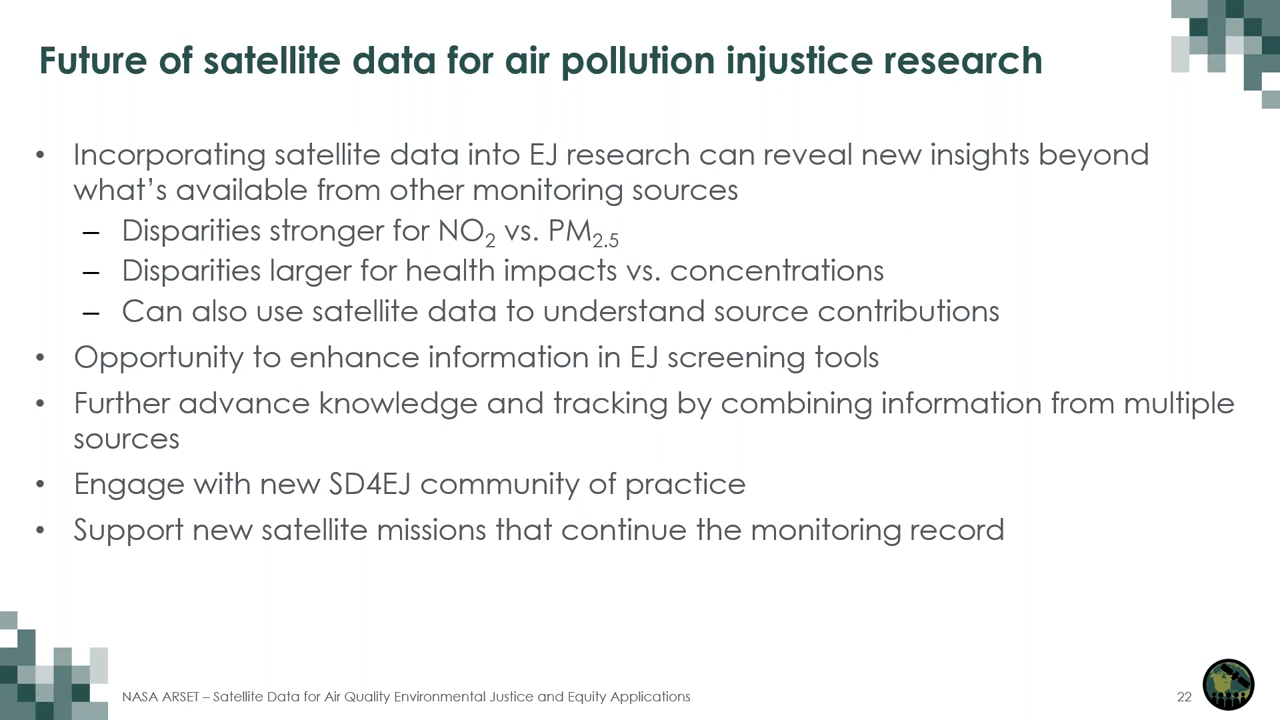 Future of satellite data for air pollution injustice research
• Incorporating satellite data into EJ research can reveal new insights beyond
what’s available from other monitoring sources
– Disparities stronger for NO₂ vs. PM₂.₅
– Disparities larger for health impacts vs. concentrations
– Can also use satellite data to understand source contributions
• Opportunity to enhance information in EJ screening tools
• Further advance knowledge and tracking by combining information from multiple
sources
• Engage with new SD4EJ community of practice
• Support new satellite missions that continue the monitoring record
NASA ARSET – Satellite Data for Air Quality Environmental Justice and Equity Applications
22